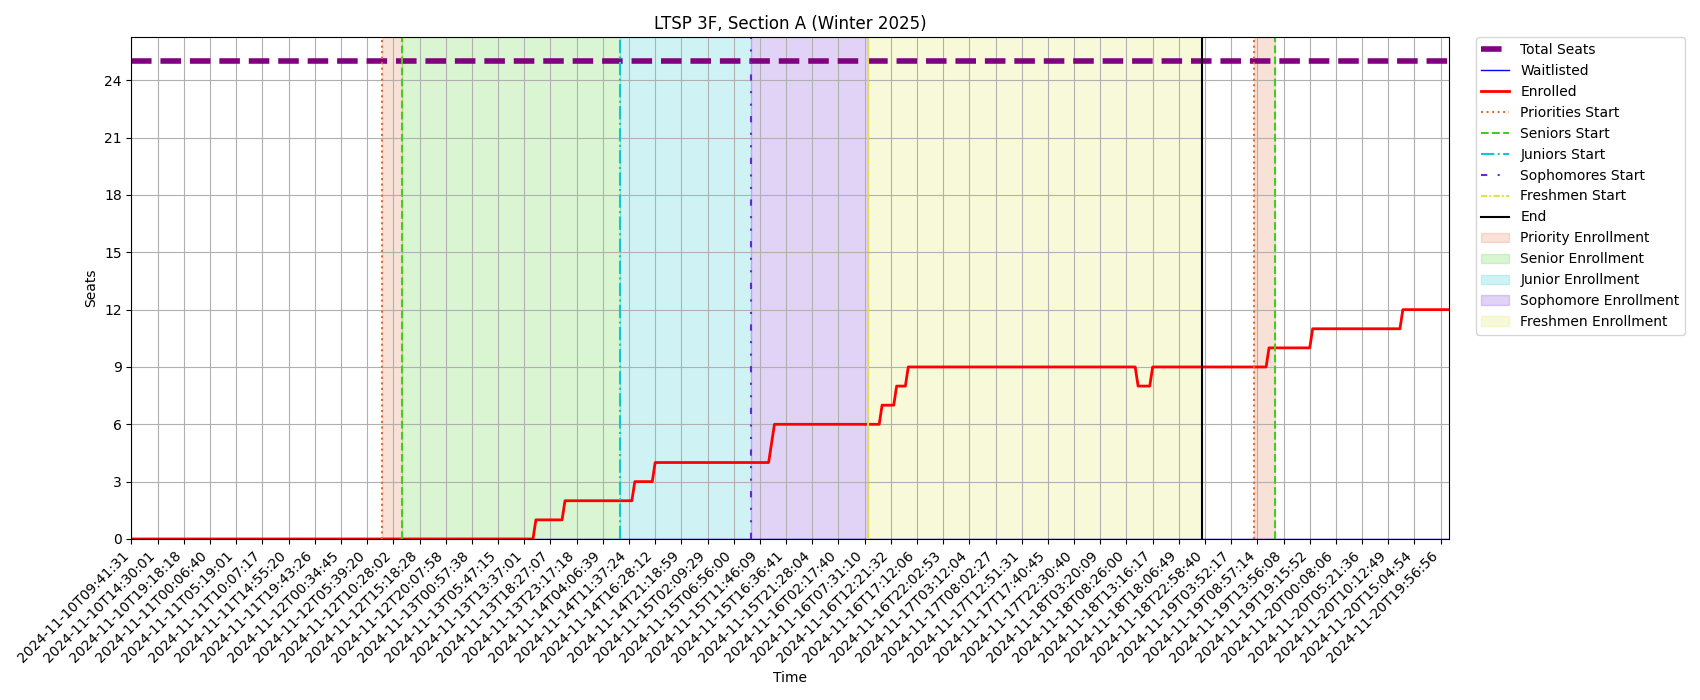 LTSP 3F, Section A (Winter 2025)
Total Seats
Waitlisted
Enrolled
Priorities Start
Seniors Start
Juniors Start
Sophomores Start
Freshmen Start
End
Priority Enrollment
Senior Enrollment
Junior Enrollment
Sophomore Enrollment
Freshmen Enrollment
Seats
24
21
18
15
12
9
6
3
0
2024-11-10T09:41:31
2024-11-10T14:30:01
2024-11-10T19:18:18
2024-11-11T00:06:40
2024-11-11T05:19:01
2024-11-11T10:07:17
2024-11-11T14:55:20
2024-11-11T19:43:26
2024-11-12T00:34:45
2024-11-12T05:39:20
2024-11-12T10:28:02
2024-11-12T15:18:28
2024-11-12T20:07:58
2024-11-13T00:57:38
2024-11-13T05:47:15
2024-11-13T13:37:01
2024-11-13T18:27:07
2024-11-13T23:17:18
2024-11-14T04:06:39
2024-11-14T11:37:24
2024-11-14T16:28:12
2024-11-14T21:18:59
2024-11-15T02:09:29
2024-11-15T06:56:00
2024-11-15T11:46:09
2024-11-15T16:36:41
2024-11-15T21:28:04
2024-11-16T02:17:40
2024-11-16T07:31:10
2024-11-16T12:21:32
2024-11-16T17:12:06
2024-11-16T22:02:53
2024-11-17T03:12:04
2024-11-17T08:02:27
2024-11-17T12:51:31
2024-11-17T17:40:45
2024-11-17T22:30:40
2024-11-18T03:20:09
2024-11-18T08:26:00
2024-11-18T13:16:17
2024-11-18T18:06:49
2024-11-18T22:58:40
2024-11-19T03:52:17
2024-11-19T08:57:14
2024-11-19T13:56:08
2024-11-19T19:15:52
2024-11-20T00:08:06
2024-11-20T05:21:36
2024-11-20T10:12:49
2024-11-20T15:04:54
2024-11-20T19:56:56
Time